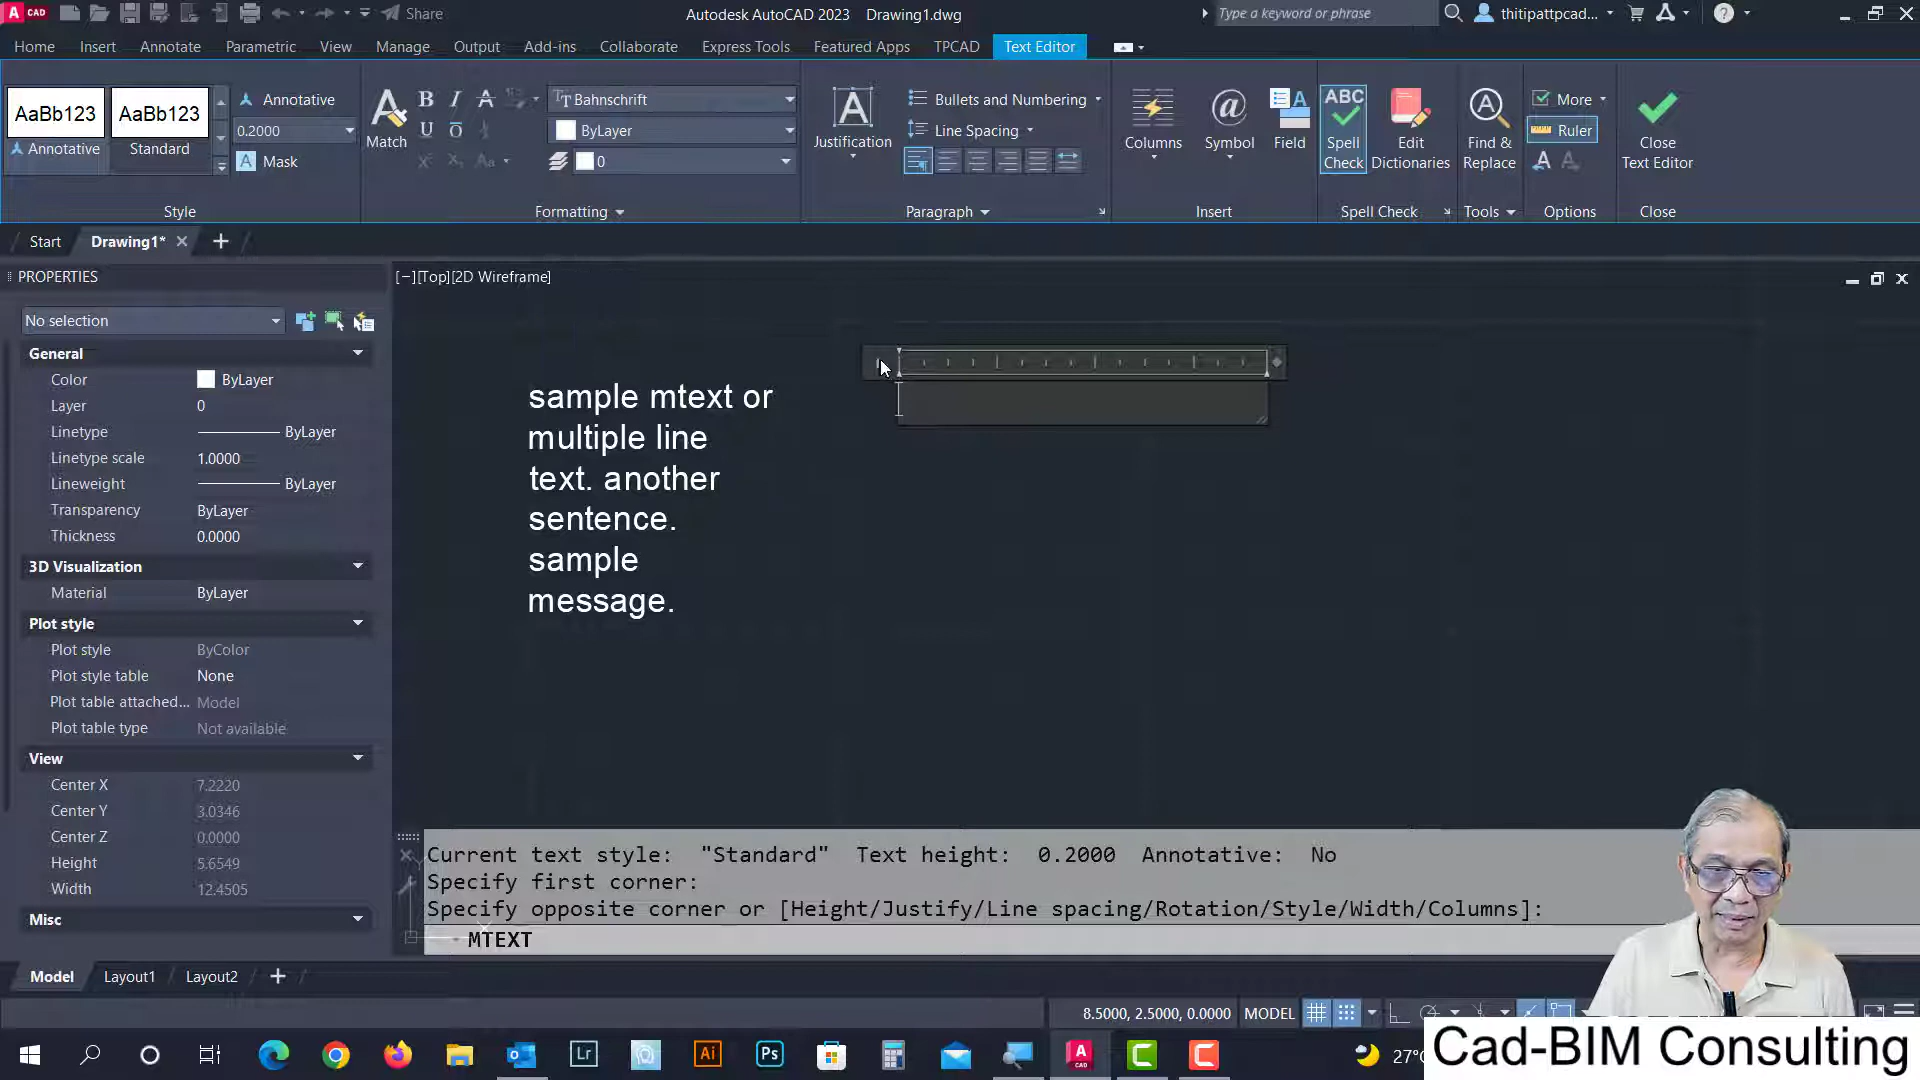 A CAD
Share
Autodesk AutoCAD 2023 Drawing1.dwg
Type a keyword or phrase
thitipattpcad...
Home Insert Annotate Parametric View Manage Output Add-ins Collaborate Express Tools Featured Apps TPCAD Text Editor
AaBb123 AaBb123
Annotative
Annotative Standard
0.2000
Mask
Style
Match
Bahnschrift
ByLayer
0
Formatting
Justification
Bullets and Numbering
Line Spacing
Paragraph
Columns
Symbol
Field
Insert
ABC
Spell
Check
Edit
Dictionaries
Spell Check
Find &
Replace
Tools
More
Ruler
Options
Close
Text Editor
Close
Start Drawing1*
PROPERTIES
No selection
General
Color ByLayer
Layer 0
Linetype ByLayer
Linetype scale 1.0000
Lineweight ByLayer
Transparency ByLayer
Thickness 0.0000
3D Visualization
Material ByLayer
Plot style
Plot style ByColor
Plot style table None
Plot table attached... Model
Plot table type Not available
View
Center X 7.2220
Center Y 3.0346
Center Z 0.0000
Height 5.6549
Width 12.4505
Misc
[−][Top][2D Wireframe]
sample mtext or
multiple line
text. another
sentence.
sample
message.
Current text style: "Standard" Text height: 0.2000 Annotative: No
Specify first corner:
Specify opposite corner or [Height/Justify/Line spacing/Rotation/Style/Width/Columns]:
MTEXT
Model Layout1 Layout2
8.5000, 2.5000, 0.0000 MODEL
Lr Ai Ps
27°
Cad-BIM Consulting